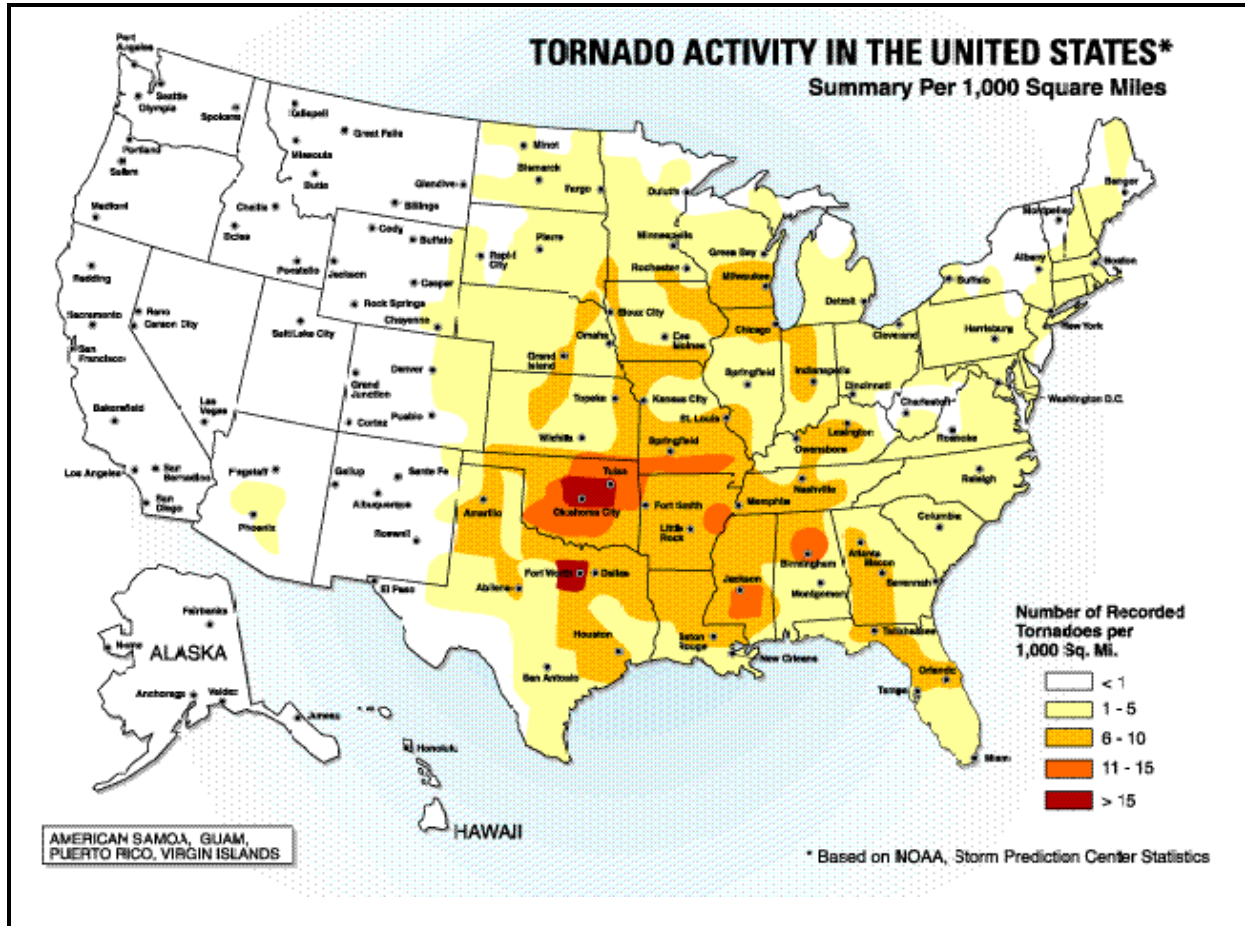 TORNADO ACTIVITY IN THE UNITED STATES*
Summary Per 1,000 Square Miles
Port
Angeles
Seattle
Olympia
Spokane
Portland
Salem
Medford
Kalispell
Great Falls
Missoula
Butte
Glendive
Billings
Challis
Boise
Pocatello
Cody
Buffalo
Jackson
Casper
Rock Springs
Cheyenne
Redding
Reno
Carson City
Sacramento
San
Francisco
Salt Lake City
Bakersfield
Las
Vegas
Los Angeles
San
Bernardino
San
Diego
Denver
Grand
Junction
Pueblo
Cortez
Flagstaff
Phoenix
Gallup
Santa Fe
Albuquerque
Roswell
El Paso
Minot
Bismarck
Fargo
Pierre
Rapid
City
Duluth
Minneapolis
Rochester
Green Bay
Milwaukee
Sioux City
Omaha
Grand
Island
Des
Moines
Chicago
Detroit
Topeka
Kansas City
Wichita
Springfield
St. Louis
Springfield
Indianapolis
Cincinnati
Cleveland
Buffalo
Albany
Montpelier
Bangor
Boston
New York
Harrisburg
Washington D.C.
Charleston
Roanoke
Lexington
Owensboro
Nashville
Memphis
Raleigh
Columbia
Tulsa
Oklahoma City
Amarillo
Fort Smith
Little
Rock
Fort Worth
Dallas
Abilene
Houston
San Antonio
Jackson
Baton
Rouge
New Orleans
Birmingham
Montgomery
Atlanta
Macon
Savannah
Tallahassee
Orlando
Tampa
Miami
Fairbanks
Nome
ALASKA
Anchorage
Valdez
Juneau
Honolulu
HAWAII
Number of Recorded
Tornadoes per
1,000 Sq. Mi.
< 1
1 - 5
6 - 10
11 - 15
> 15
AMERICAN SAMOA, GUAM,
PUERTO RICO, VIRGIN ISLANDS
* Based on NOAA, Storm Prediction Center Statistics